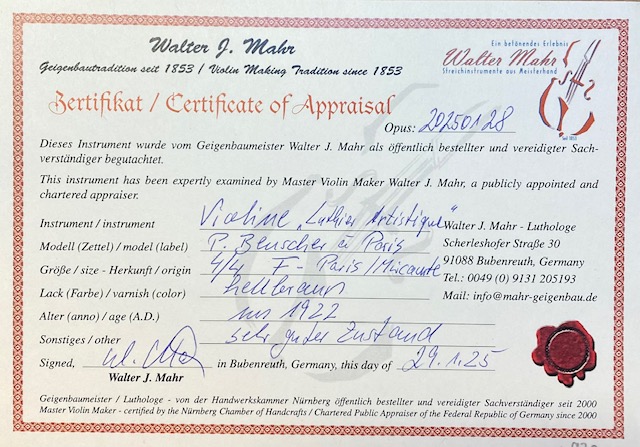 Walter J. Mahr
Geigenbautradition seit 1853 / Violin Making Tradition since 1853
Ein betönendes Erlebnis
Walter Mahr
Streichinstrumente aus Meisterhand
Seit 1853
Zertifikat / Certificate of Appraisal
Opus: 20250128
Dieses Instrument wurde vom Geigenbaumeister Walter J. Mahr als öffentlich bestellter und vereidigter Sach-
verständiger begutachtet.
This instrument has been expertly examined by Master Violin Maker Walter J. Mahr, a publicly appointed and
chartered appraiser.
Instrument / instrument Violine „Luthier Artistique“
Modell (Zettel) / model (label) P. Beuscher à Paris
Größe / size - Herkunft / origin 4/4 F - Paris /
Lack (Farbe) / varnish (color) hellbraun
Alter (anno) / age (A.D.) um 1922
Sonstiges / other sehr guter Zustand
Walter J. Mahr - Luthologe
Scherleshofer Straße 30
91088 Bubenreuth, Germany
Tel.: 0049 (0) 9131 205193
Mail: info@mahr-geigenbau.de
Signed, in Bubenreuth, Germany, this day of 29.1.25
Walter J. Mahr
Geigenbaumeister / Luthologe - von der Handwerkskammer Nürnberg öffentlich bestellter und vereidigter Sachverständiger seit 2000
Master Violin Maker - certified by the Nürnberg Chamber of Handcrafts / Chartered Public Appraiser of the Federal Republic of Germany since 2000